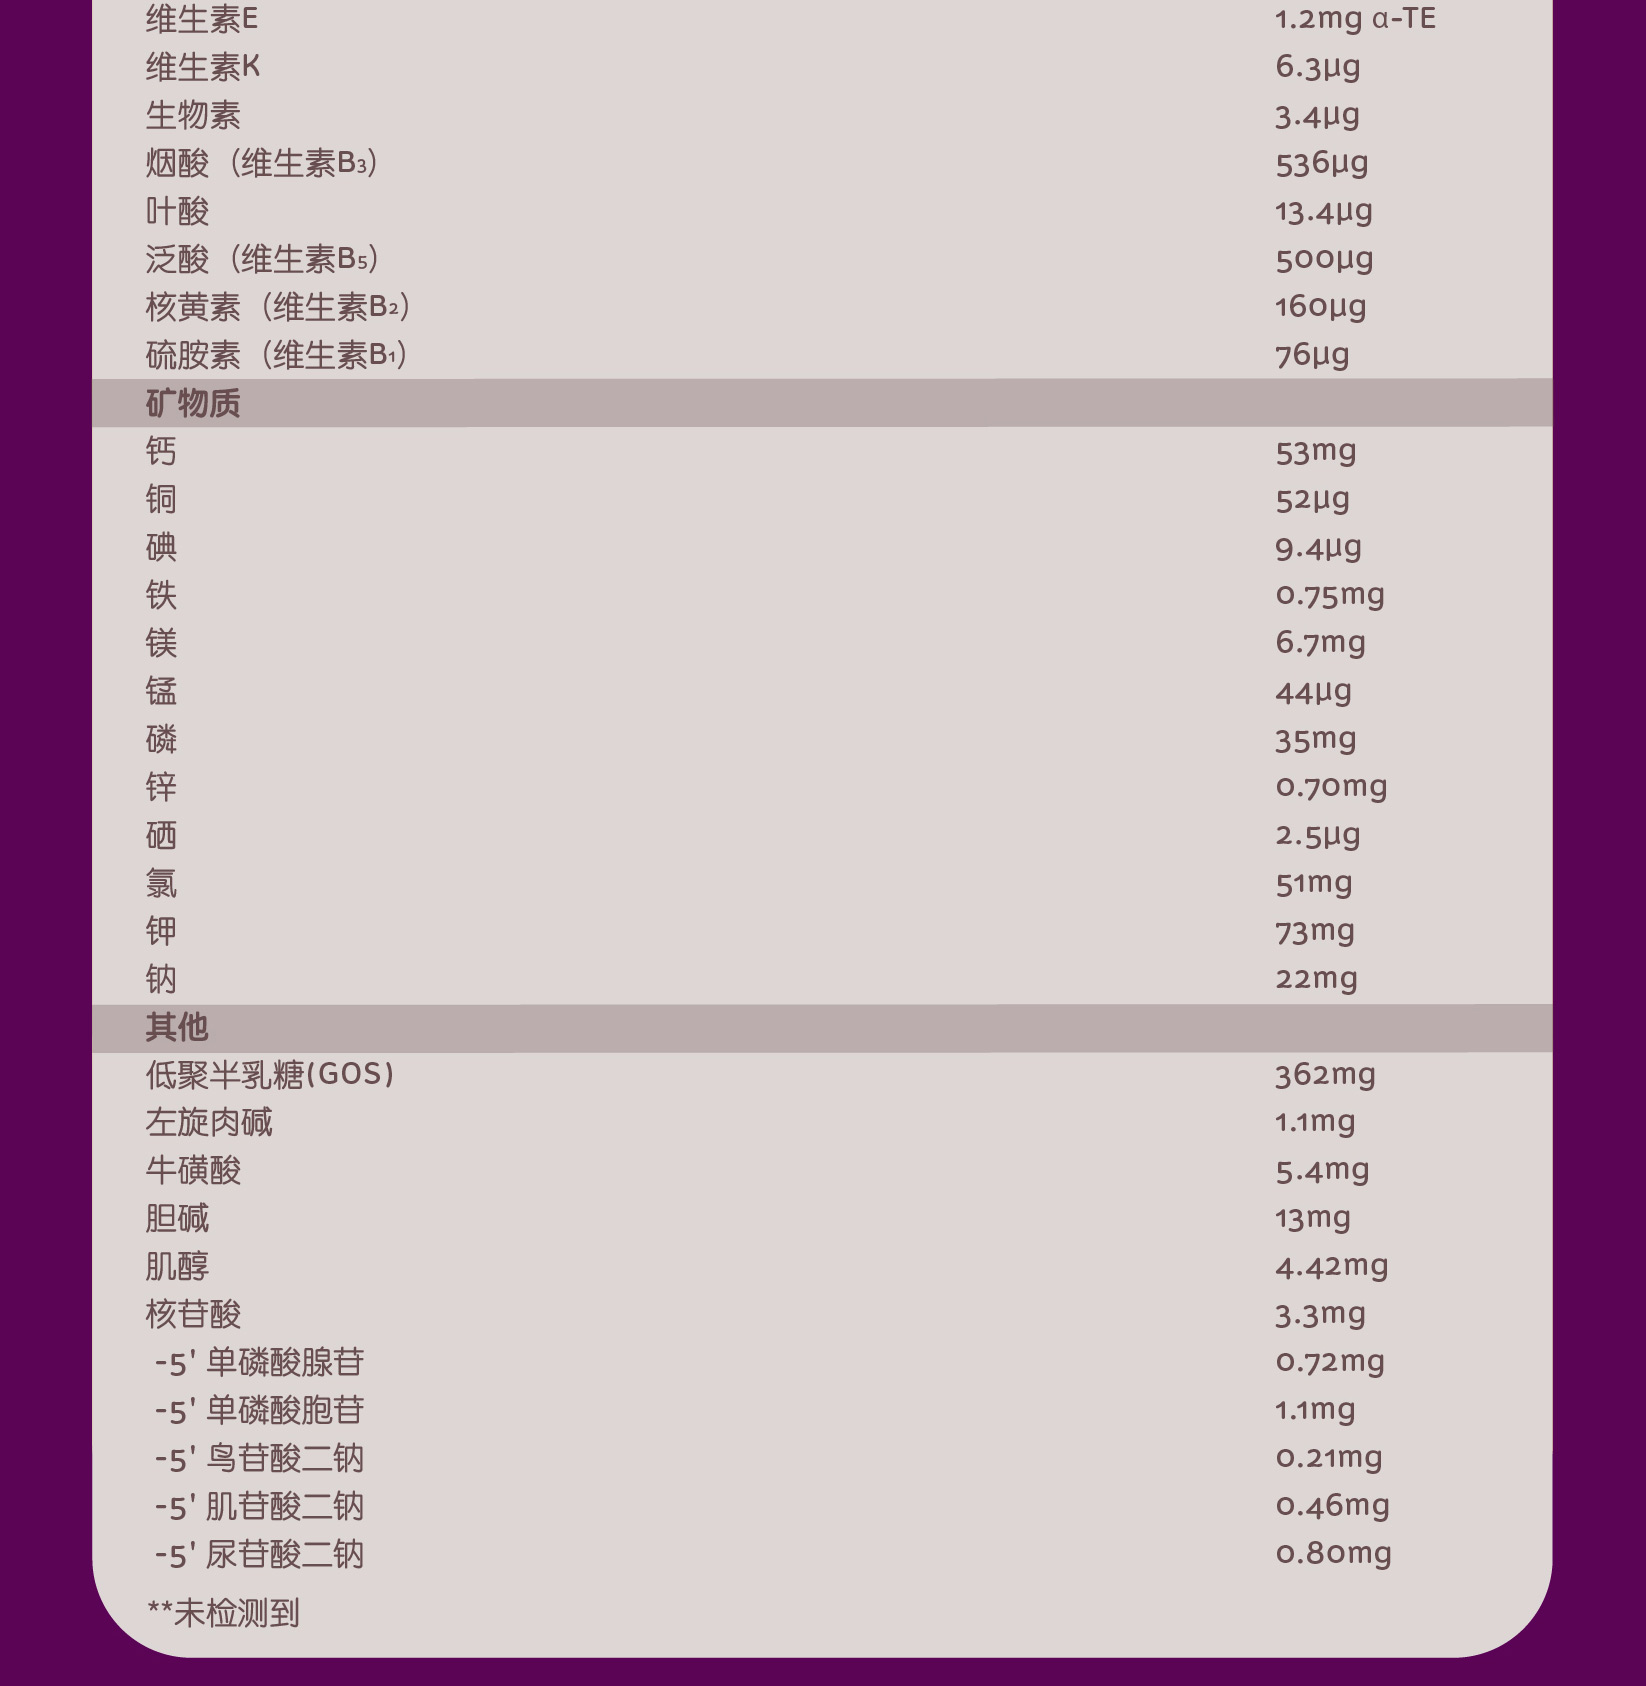 维生素E 1.2mg α-TE
维生素K 6.3µg
生物素 3.4µg
烟酸（维生素B₃） 536µg
叶酸 13.4µg
泛酸（维生素B₅） 500µg
核黄素（维生素B₂） 160µg
硫胺素（维生素B₁） 76µg
矿物质
钙 53mg
铜 52µg
碘 9.4µg
铁 0.75mg
镁 6.7mg
锰 44µg
磷 35mg
锌 0.70mg
硒 2.5µg
氯 51mg
钾 73mg
钠 22mg
其他
低聚半乳糖(GOS) 362mg
左旋肉碱 1.1mg
牛磺酸 5.4mg
胆碱 13mg
肌醇 4.42mg
核苷酸 3.3mg
-5' 单磷酸腺苷 0.72mg
-5' 单磷酸胞苷 1.1mg
-5' 鸟苷酸二钠 0.21mg
-5' 肌苷酸二钠 0.46mg
-5' 尿苷酸二钠 0.80mg
**未检测到